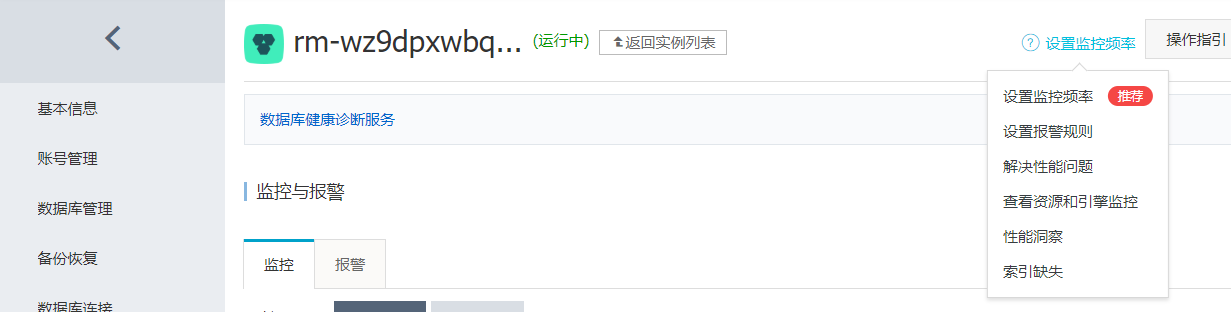 rm-wz9dpxwbq... (运行中) 返回实例列表 ? 设置监控频率 操作指引
设置监控频率 推荐
设置报警规则
解决性能问题
查看资源和引擎监控
性能洞察
索引缺失
基本信息
账号管理
数据库管理
备份恢复
数据库连接
数据库健康诊断服务
监控与报警
监控 报警